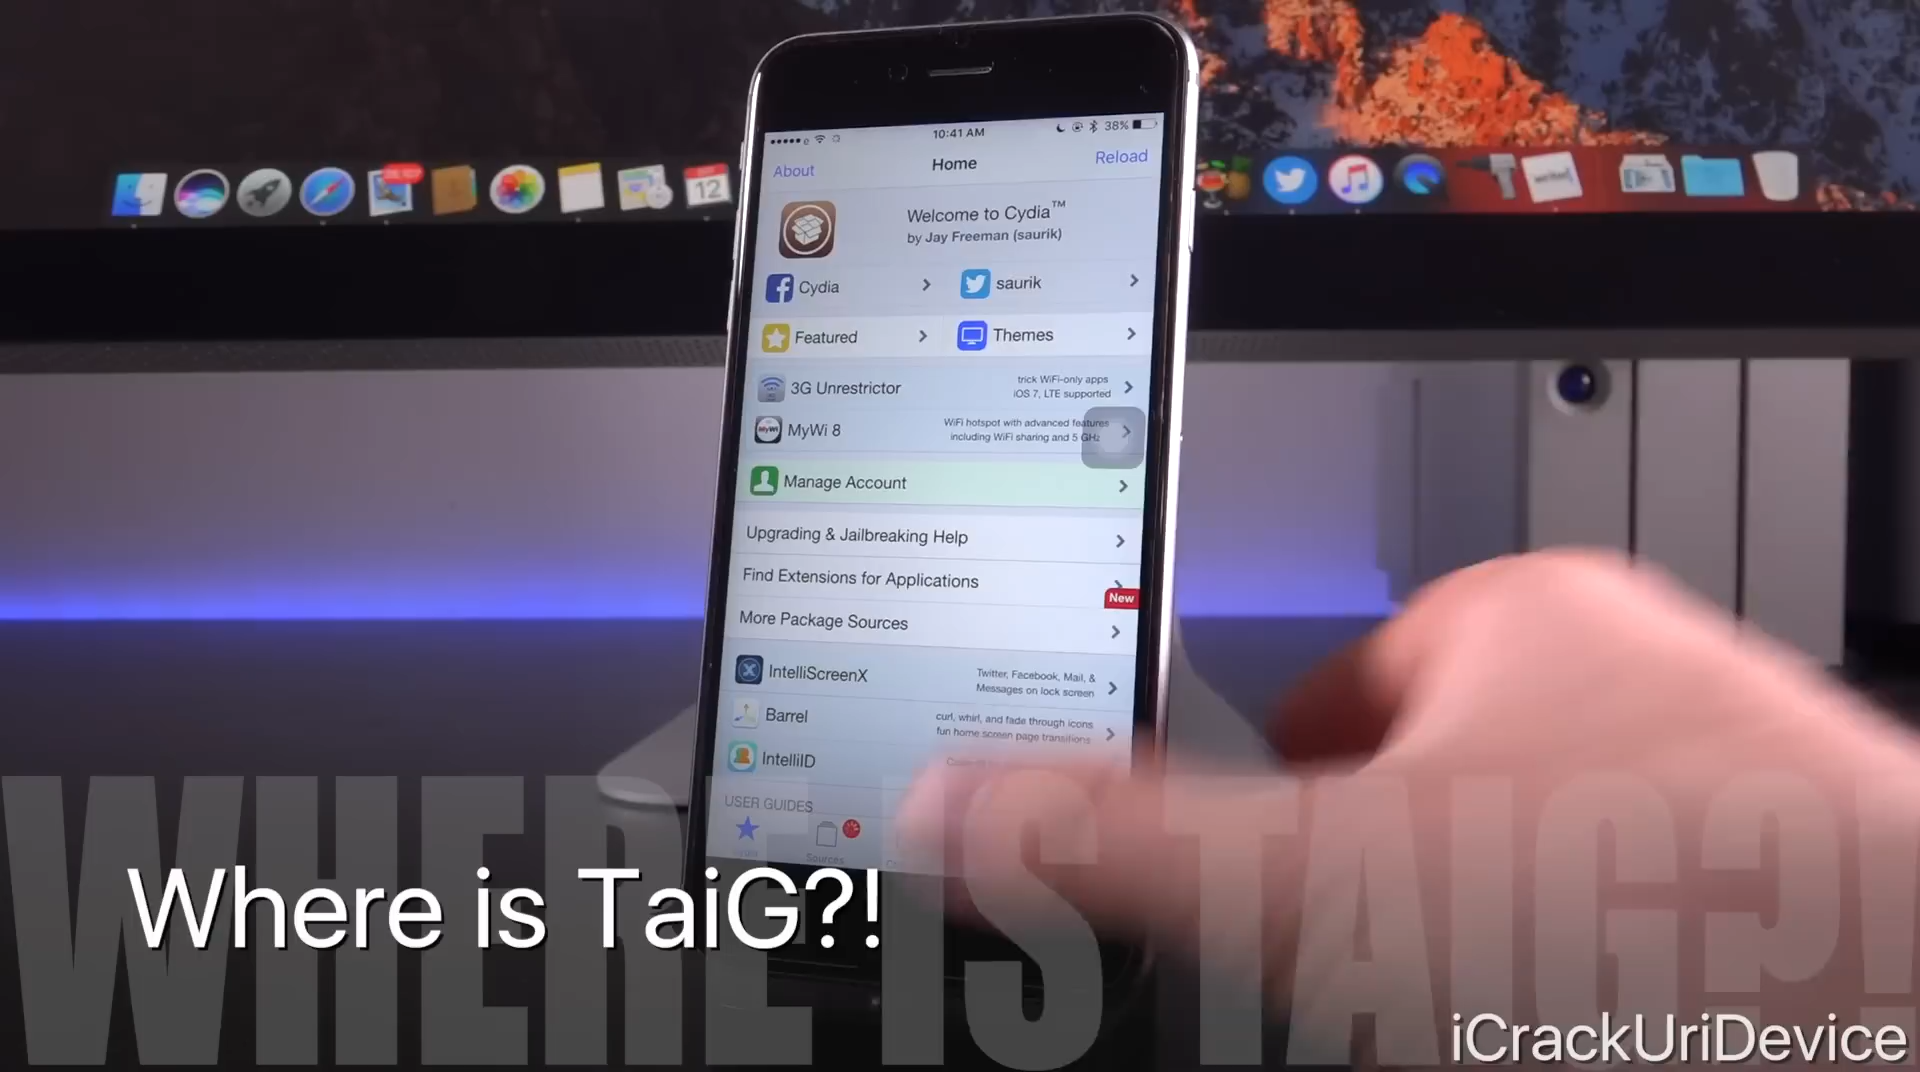 10:41 AM
38%
About
Home
Reload
Welcome to Cydia™
by Jay Freeman (saurik)
Cydia
saurik
Featured
Themes
3G Unrestrictor
trick WiFi-only apps
iOS 7, LTE supported
MyWi 8
WiFi hotspot with advanced features
including WiFi sharing and 5 GHz
Manage Account
Upgrading & Jailbreaking Help
Find Extensions for Applications
New
More Package Sources
IntelliScreenX
Twitter, Facebook, Mail, &
Messages on lock screen
Barrel
curl, whirl, and fade through icons
fun home screen page transitions
IntelliID
USER GUIDES
Sources
12
WHERE IS TAIG?!
Where is TaiG?!
iCrackUriDevice